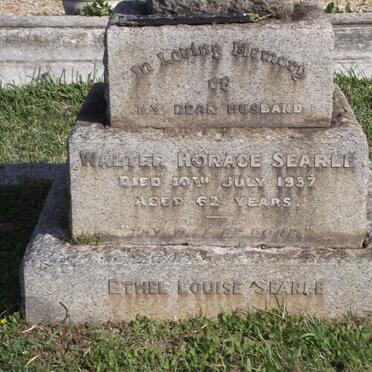 In Loving Memory
of
MY DEAR HUSBAND
WALTER HORACE SEARLE
DIED 10TH JULY 1937
AGED 62 YEARS.
"THY WILL BE DONE."
ETHEL LOUISE SEARLE